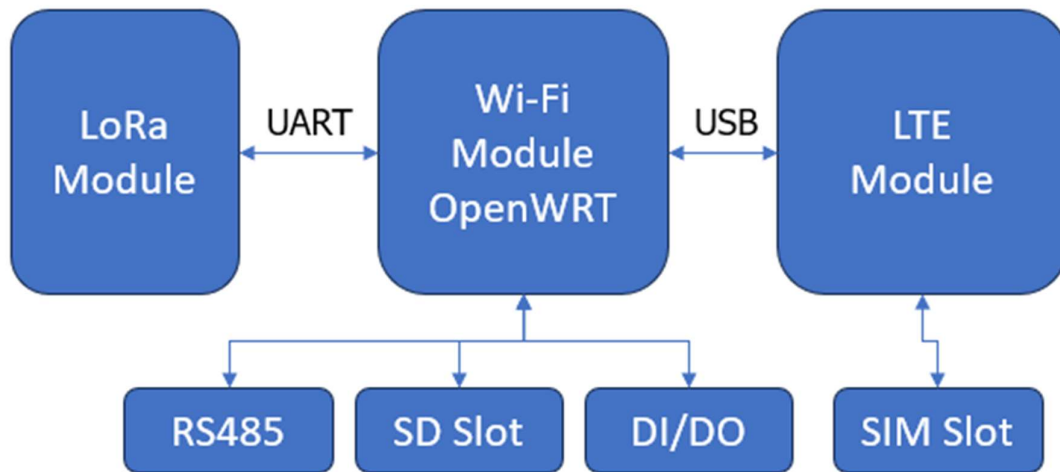 LoRa
Module
UART
Wi-Fi
Module
OpenWRT
USB
LTE
Module
RS485
SD Slot
DI/DO
SIM Slot